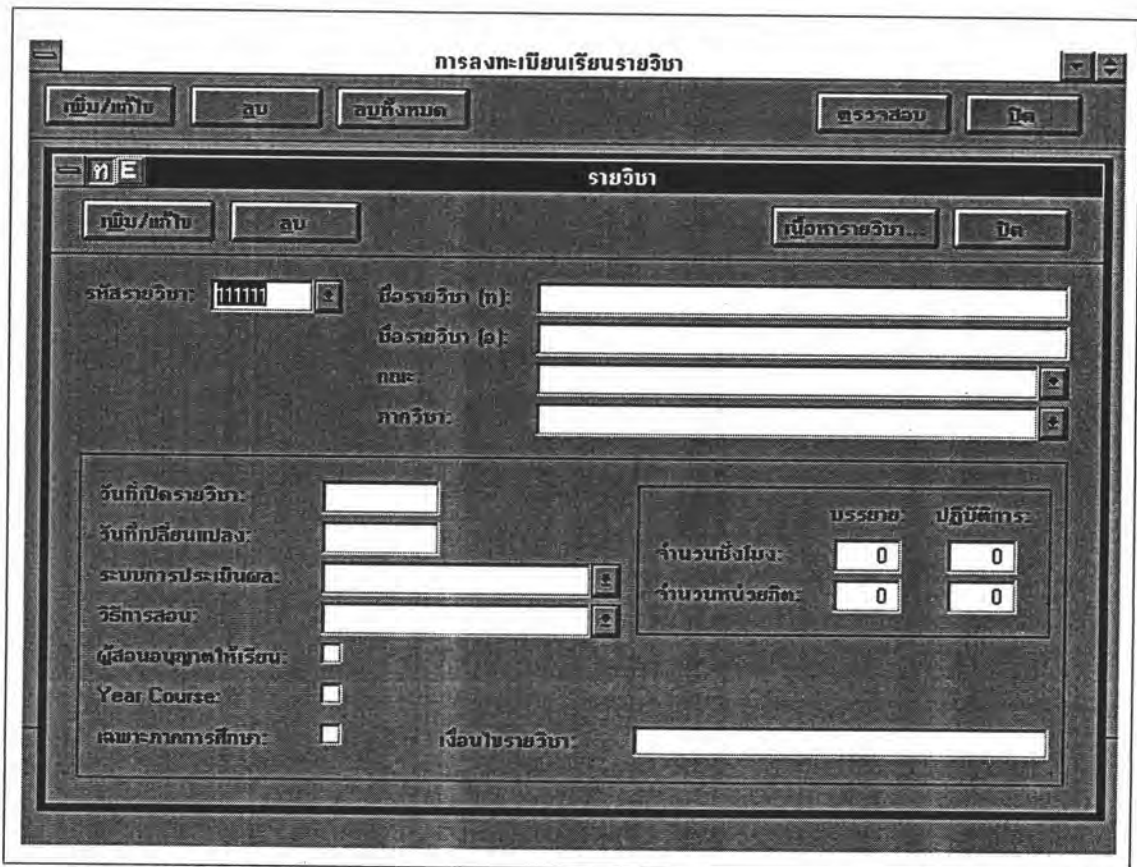 การลงทะเบียนเรียนรายวิชา
เพิ่ม/แก้ไข ลบ ลบทั้งหมด ตรวจสอบ ปิด
ท E รายวิชา
เพิ่ม/แก้ไข ลบ เนื้อหารายวิชา... ปิด
รหัสรายวิชา: 111111 ชื่อรายวิชา (ท):
ชื่อรายวิชา (อ):
คณะ:
ภาควิชา:
วันที่เปิดรายวิชา:
บรรยาย: ปฏิบัติการ:
วันที่เปลี่ยนแปลง:
จำนวนชั่วโมง: 0 0
ระบบการประเมินผล:
จำนวนหน่วยกิต: 0 0
วิธีการสอน:
ผู้สอนอนุญาตให้เรียน:
Year Course:
เฉพาะภาคการศึกษา: เงื่อนไขรายวิชา: